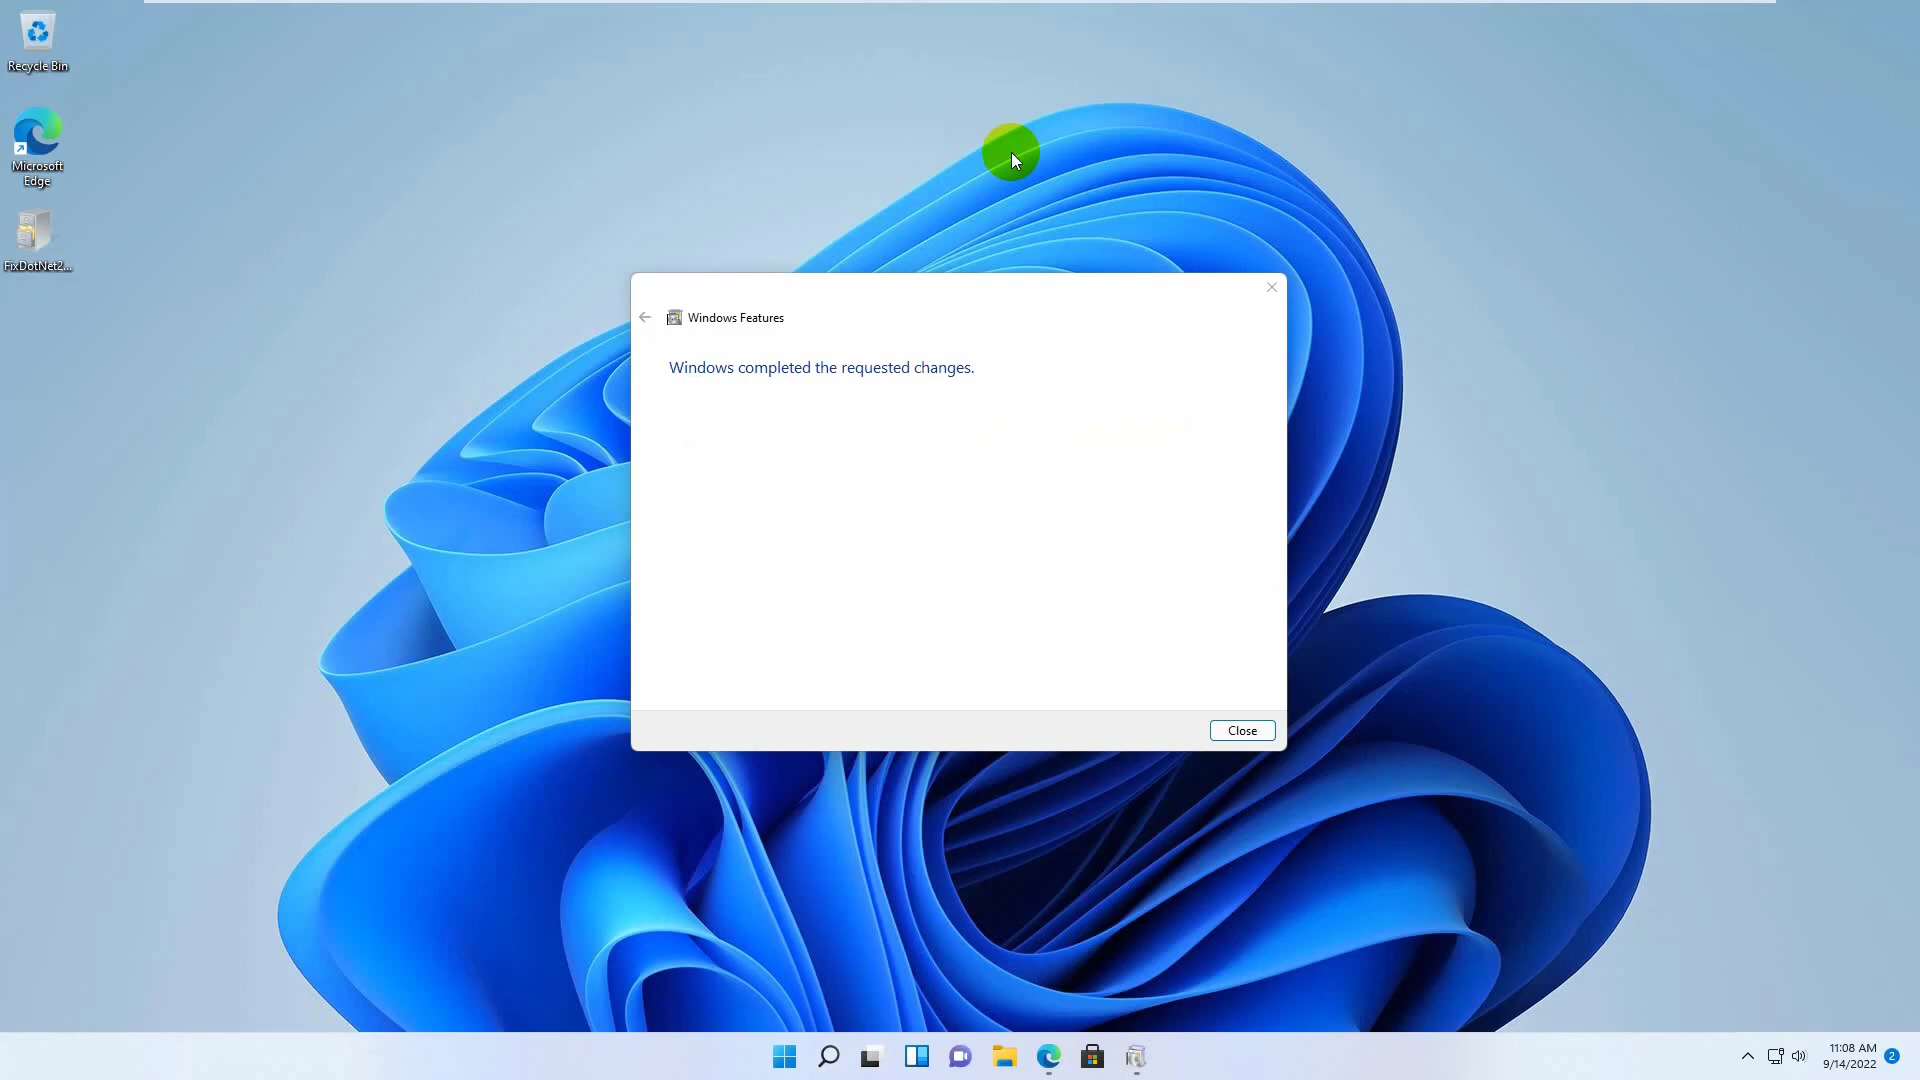 Recycle Bin
Microsoft
Edge
FixDotNet2...
Windows Features
Windows completed the requested changes.
Close
11:08 AM
9/14/2022
2